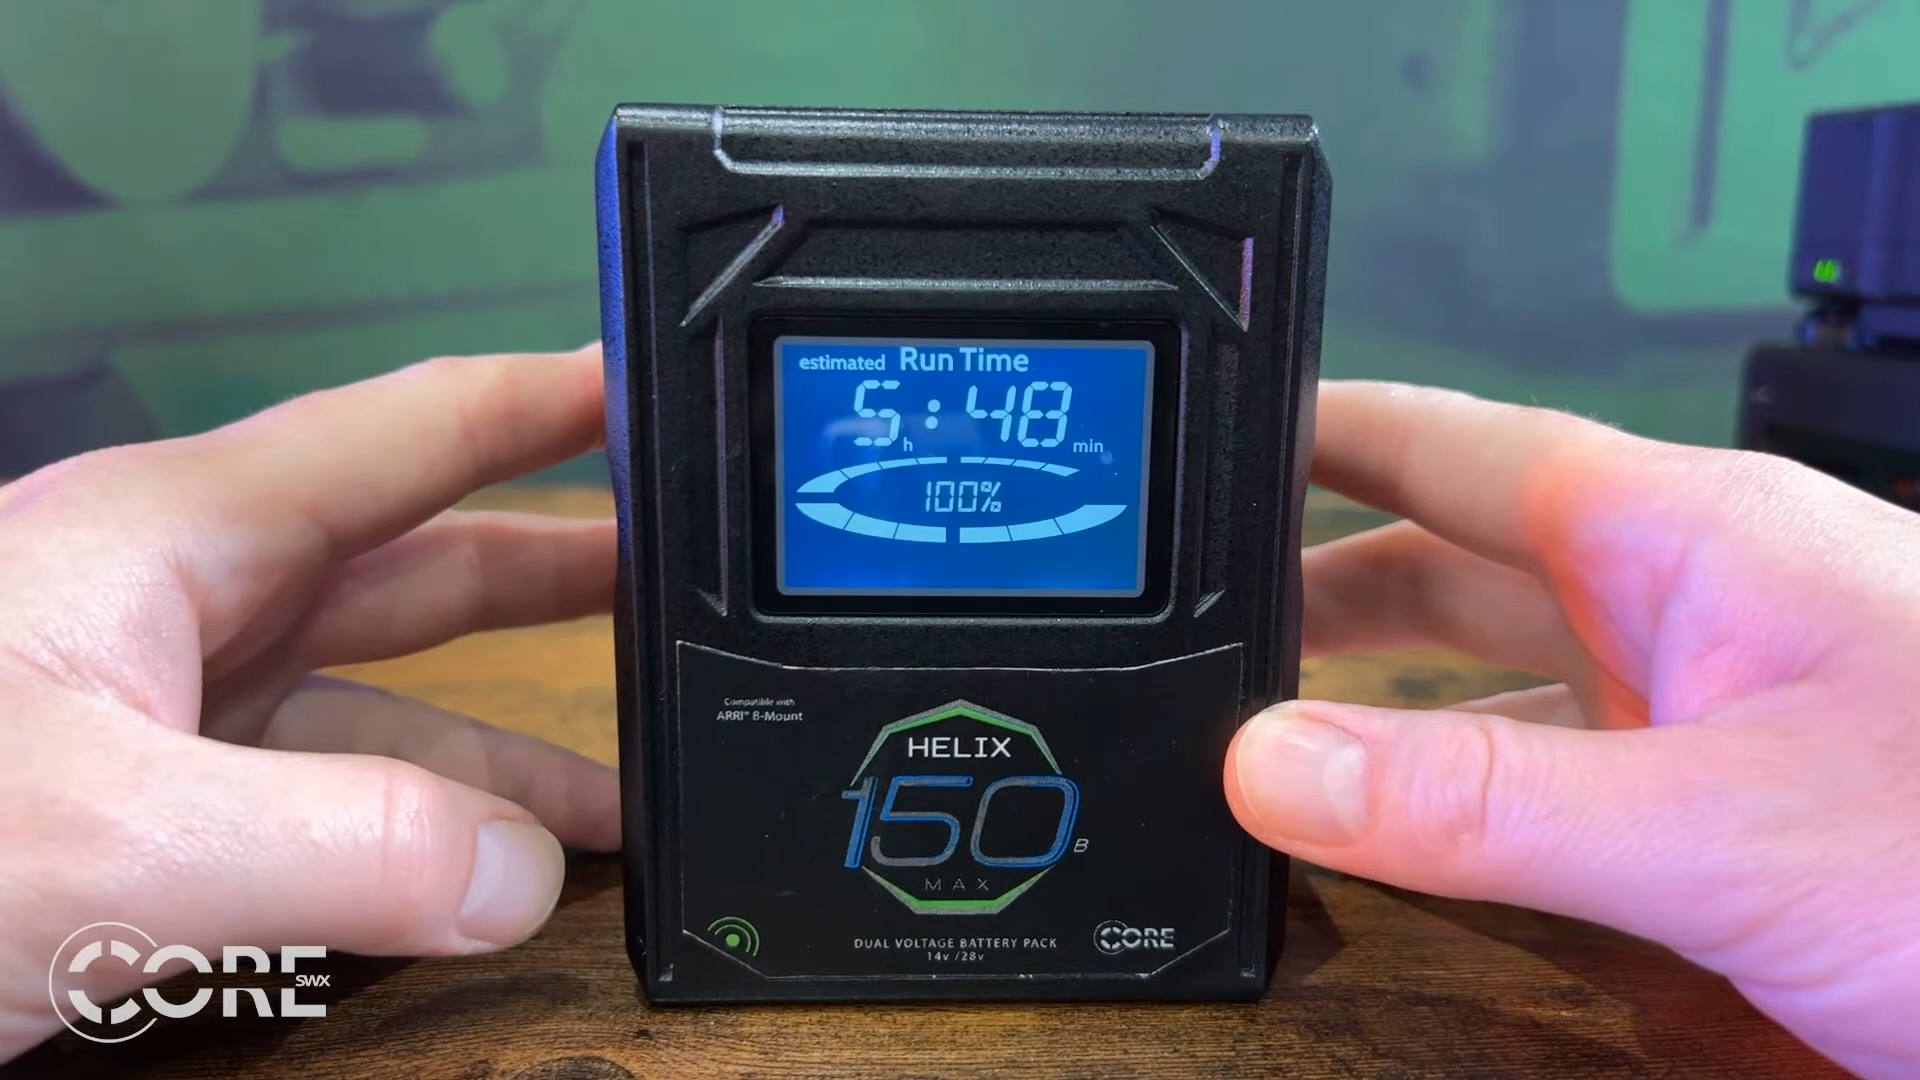 estimated Run Time
5:48
h min
100%
Compatible with
ARRI® B-Mount
HELIX
150
B
MAX
DUAL VOLTAGE BATTERY PACK
14v /28v
CORE
CORE
SWX